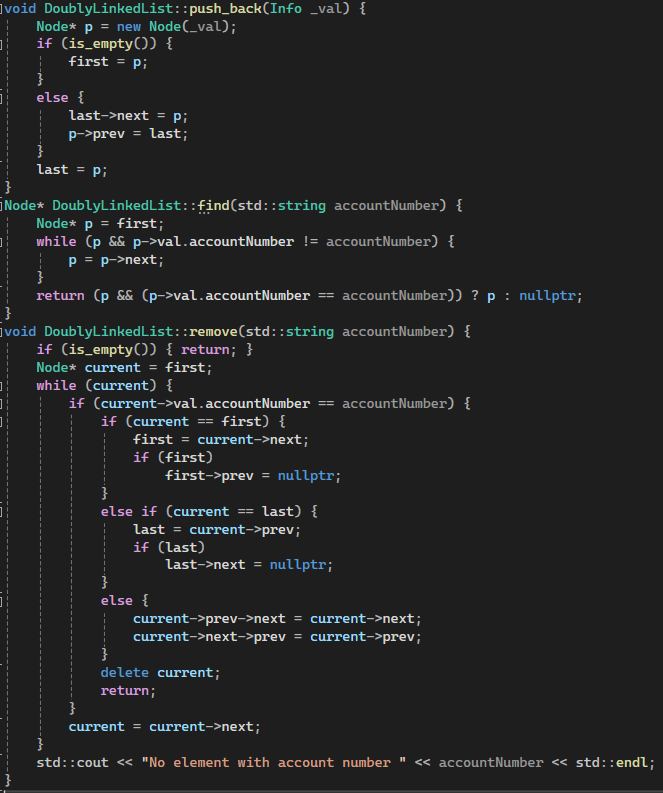 void DoublyLinkedList::push_back(Info _val) {
    Node* p = new Node(_val);
    if (is_empty()) {
        first = p;
    }
    else {
        last->next = p;
        p->prev = last;
    }
    last = p;
}
Node* DoublyLinkedList::find(std::string accountNumber) {
    Node* p = first;
    while (p && p->val.accountNumber != accountNumber) {
        p = p->next;
    }
    return (p && (p->val.accountNumber == accountNumber)) ? p : nullptr;
}
void DoublyLinkedList::remove(std::string accountNumber) {
    if (is_empty()) { return; }
    Node* current = first;
    while (current) {
        if (current->val.accountNumber == accountNumber) {
            if (current == first) {
                first = current->next;
                if (first)
                    first->prev = nullptr;
            }
            else if (current == last) {
                last = current->prev;
                if (last)
                    last->next = nullptr;
            }
            else {
                current->prev->next = current->next;
                current->next->prev = current->prev;
            }
            delete current;
            return;
        }
        current = current->next;
    }
    std::cout << "No element with account number " << accountNumber << std::endl;
}